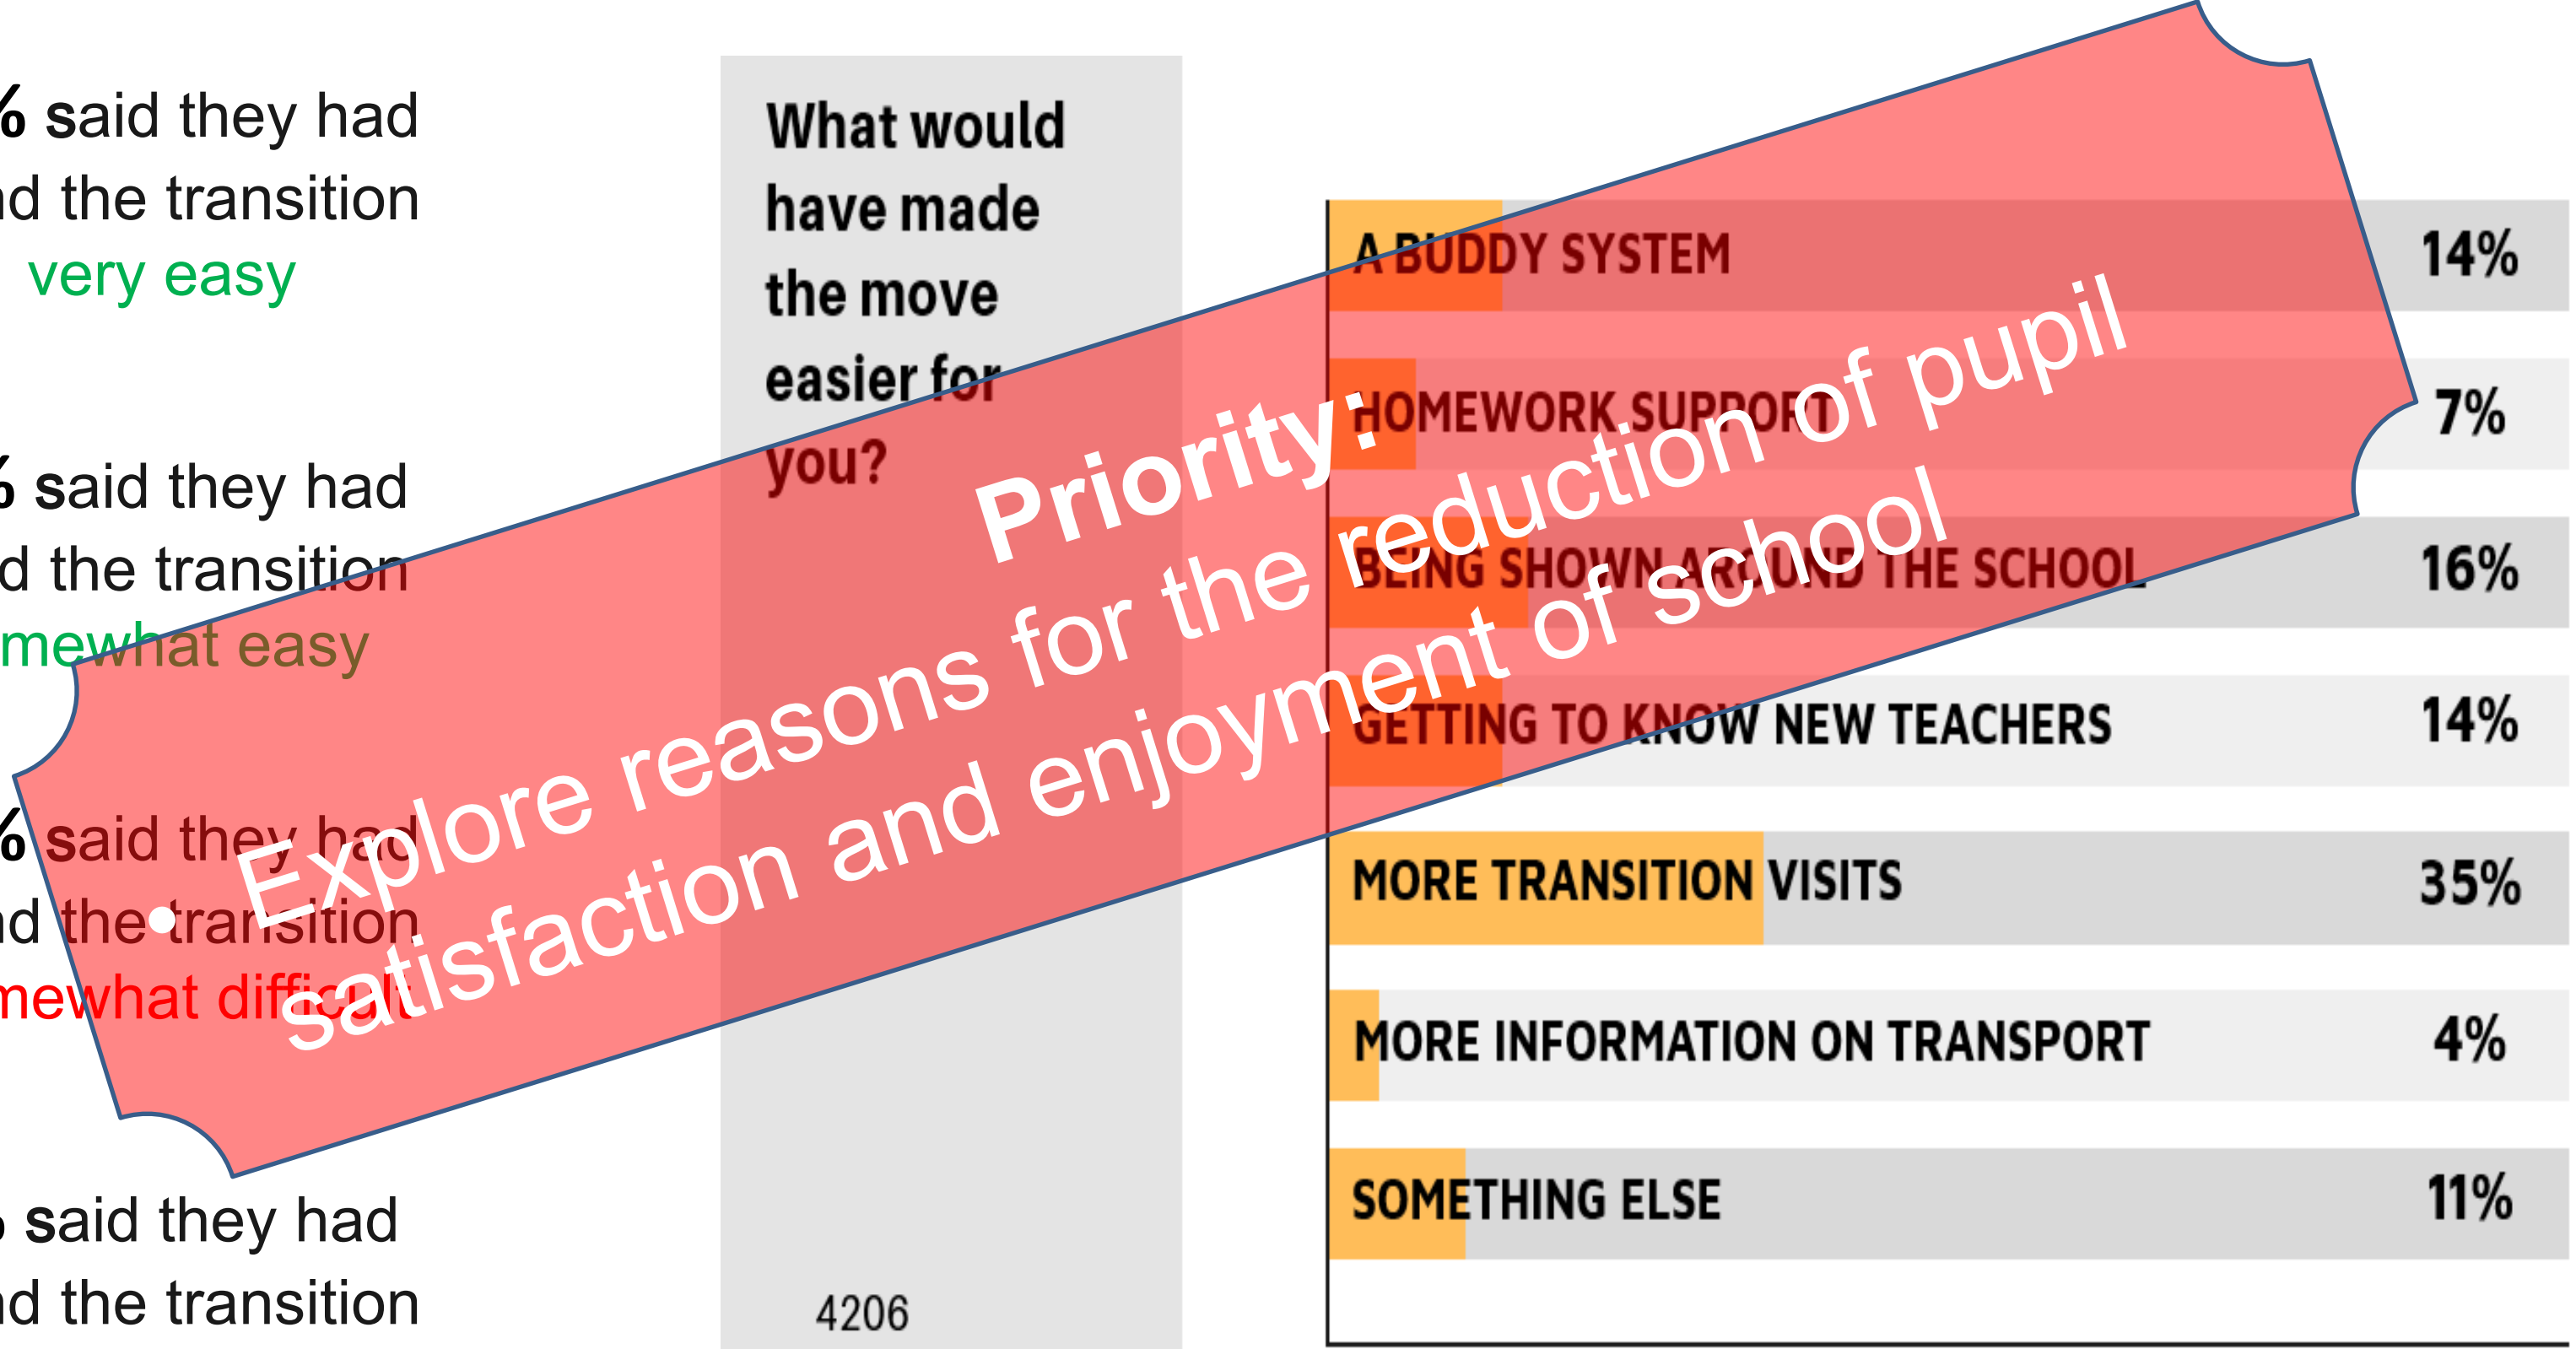 % said they had
the transition
very easy
% said they had
the transition
easy
% said they had
the transition
difficult
said they had
the transition
What would
have made
the move
easier for
you?
4206
A BUDDY SYSTEM 14%
HOMEWORK SUPPORT 7%
BEING SHOWN AROUND THE SCHOOL 16%
GETTING TO KNOW NEW TEACHERS 14%
MORE TRANSITION VISITS 35%
MORE INFORMATION ON TRANSPORT 4%
SOMETHING ELSE 11%
Priority:
• Explore reasons for the reduction of pupil
satisfaction and enjoyment of school